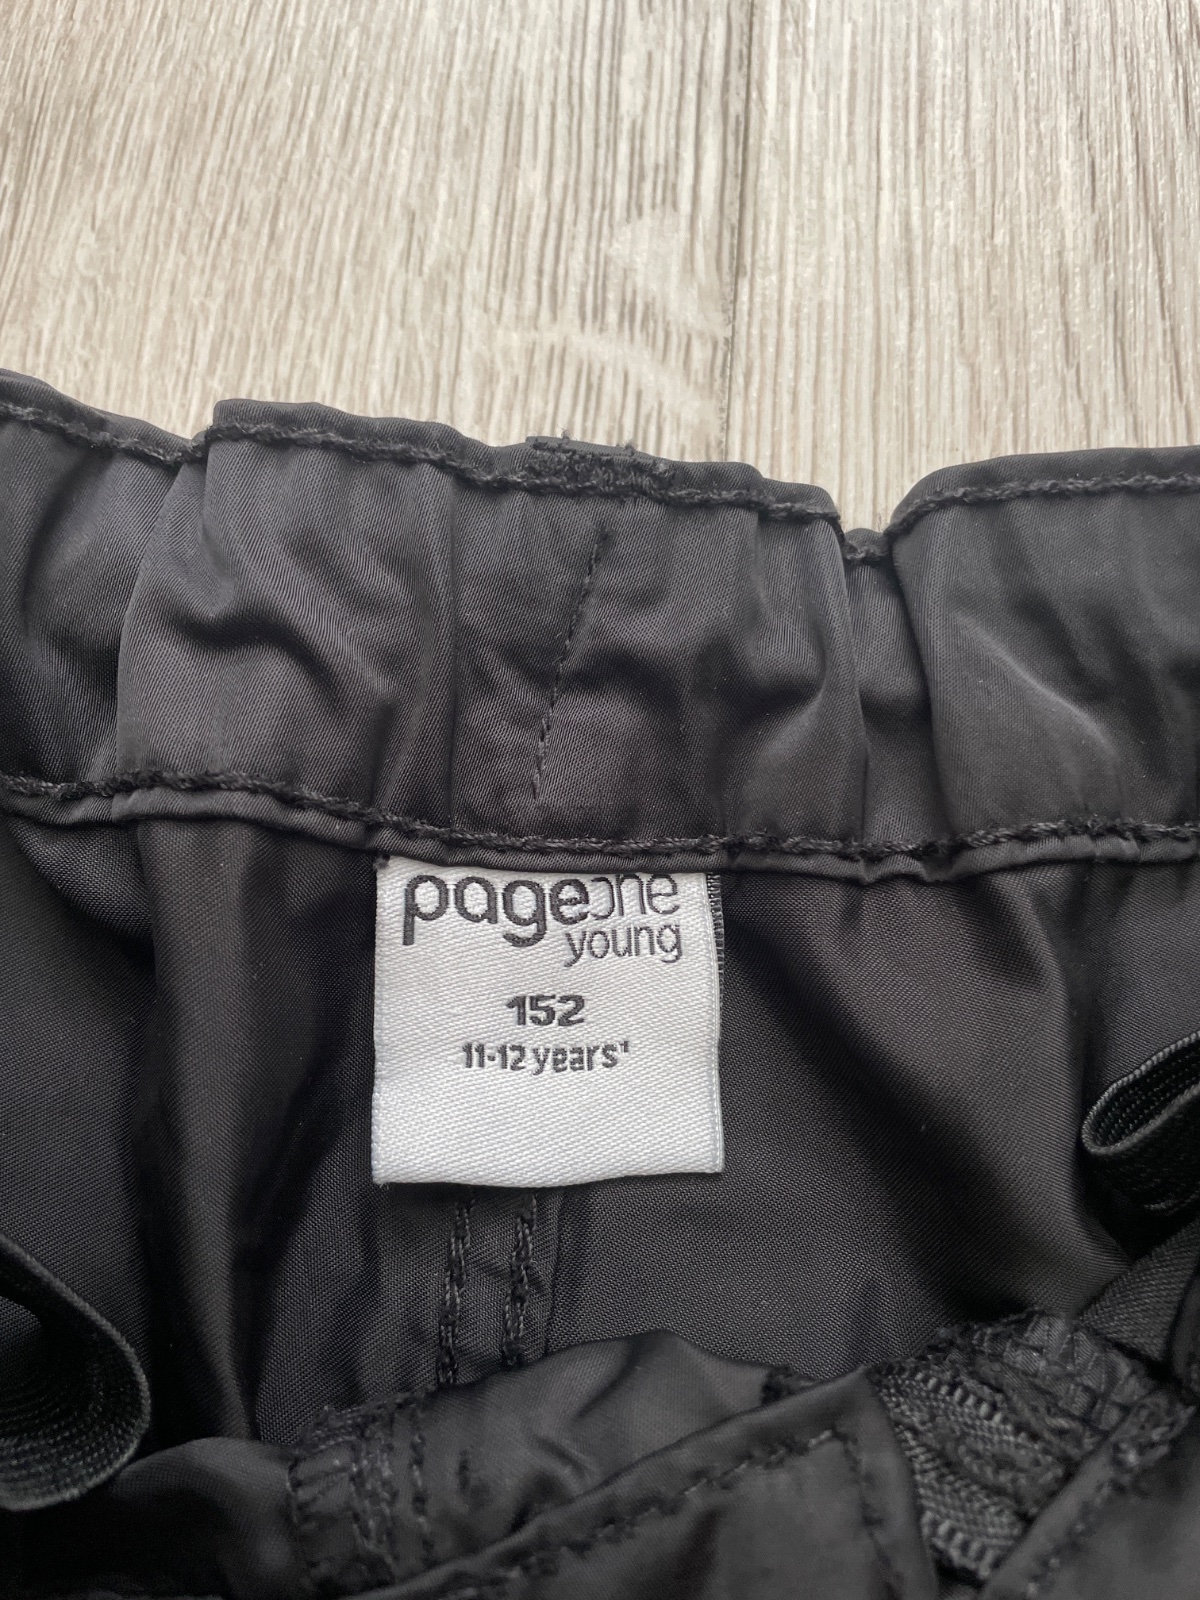 pageone
young
152
11-12 years¹